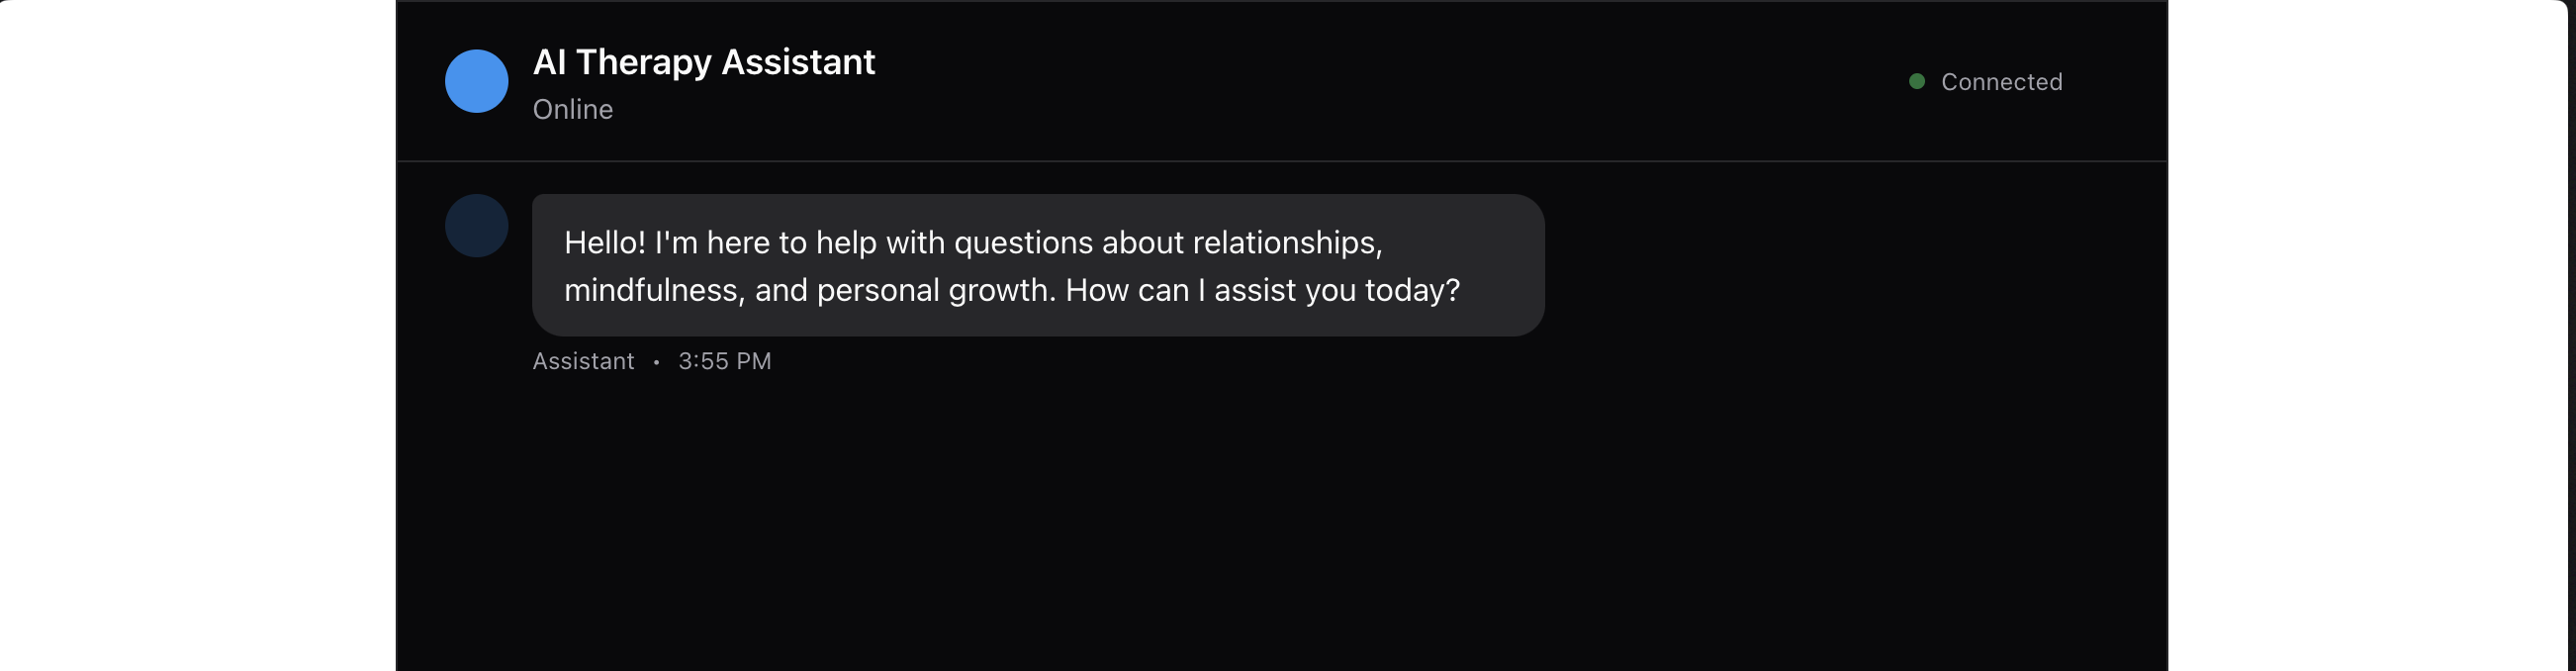 AI Therapy Assistant
Online
Connected
Hello! I'm here to help with questions about relationships,
mindfulness, and personal growth. How can I assist you today?
Assistant • 3:55 PM